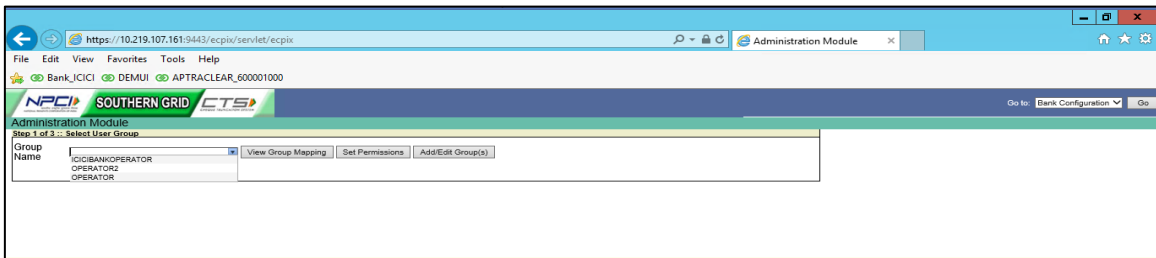 https://10.219.107.161:9443/ecpix/servlet/ecpix
Administration Module
File Edit View Favorites Tools Help
Bank_ICICI DEMUI APTRACLEAR_600001000
NPCI SOUTHERN GRID CTS
Go to: Bank Configuration Go
Administration Module
Step 1 of 3 :: Select User Group
Group Name View Group Mapping Set Permissions Add/Edit Group(s)
ICICIBANKOPERATOR
OPERATOR2
OPERATOR